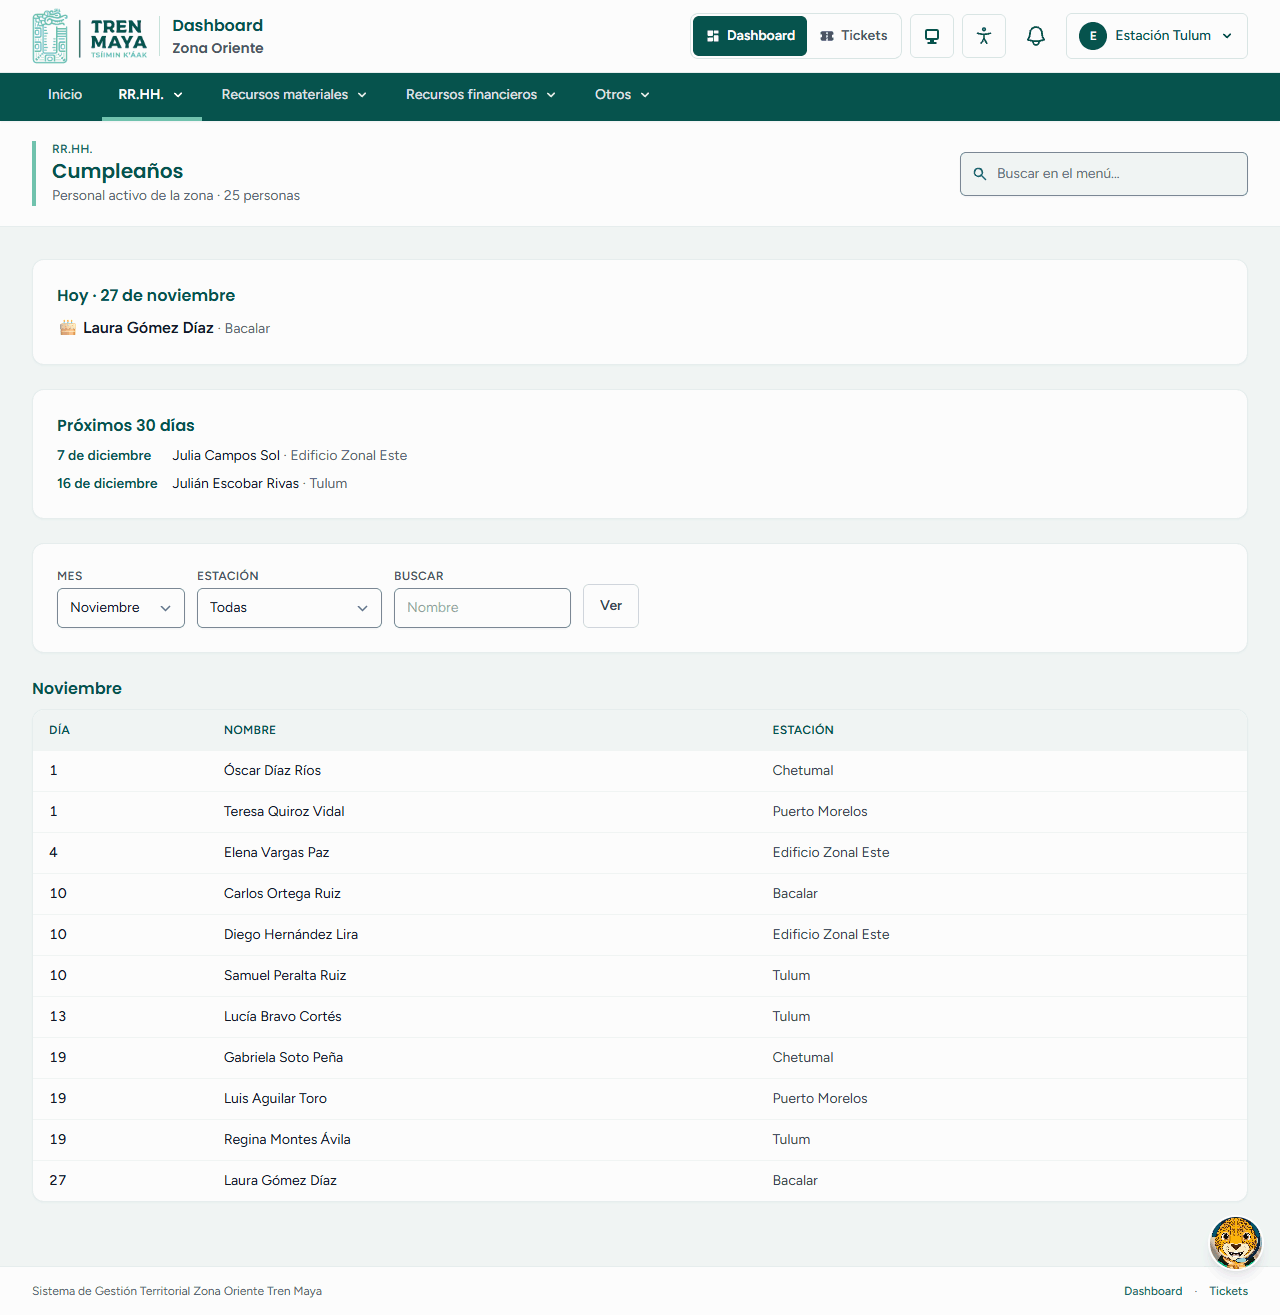 TREN
MAYA
TSÍIMIN K'ÁAK
Dashboard
Zona Oriente
Dashboard
Tickets
E
Estación Tulum
Inicio
RR.HH.
Recursos materiales
Recursos financieros
Otros
RR.HH.
Cumpleaños
Personal activo de la zona · 25 personas
Buscar en el menú...
Hoy · 27 de noviembre
Laura Gómez Díaz · Bacalar
Próximos 30 días
7 de diciembre Julia Campos Sol · Edificio Zonal Este
16 de diciembre Julián Escobar Rivas · Tulum
MES ESTACIÓN BUSCAR
Noviembre Todas Nombre Ver
Noviembre
DÍA NOMBRE ESTACIÓN
1 Óscar Díaz Ríos Chetumal
1 Teresa Quiroz Vidal Puerto Morelos
4 Elena Vargas Paz Edificio Zonal Este
10 Carlos Ortega Ruiz Bacalar
10 Diego Hernández Lira Edificio Zonal Este
10 Samuel Peralta Ruiz Tulum
13 Lucía Bravo Cortés Tulum
19 Gabriela Soto Peña Chetumal
19 Luis Aguilar Toro Puerto Morelos
19 Regina Montes Ávila Tulum
27 Laura Gómez Díaz Bacalar
Sistema de Gestión Territorial Zona Oriente Tren Maya
Dashboard · Tickets